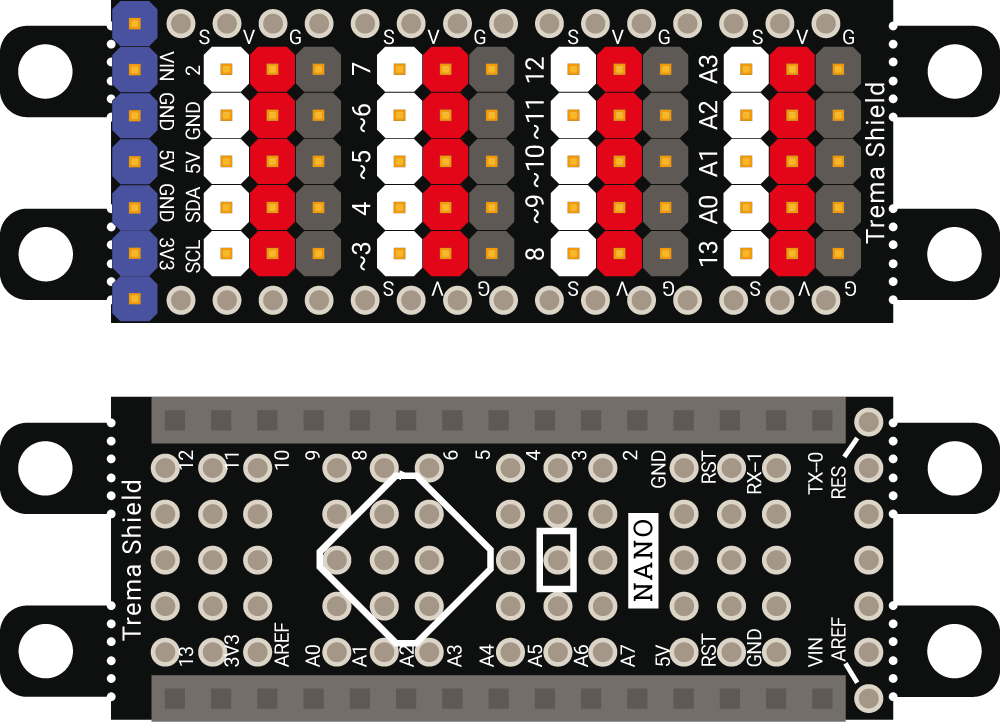 S V G S V G S V G S V G
VIN 2 7 12 A3
GND GND ~6 ~11 A2
5V 5V ~5 ~10 A1
GND SDA 4 ~9 A0
3V3 SCL ~3 8 13
Trema Shield
S V G S V G S V G S V G
12 11 10 9 8 6 5 4 3 2 GND RST RX-1 TX-0 RES
Trema Shield
NANO
13 3V3 AREF A0 A1 A2 A3 A4 A5 A6 A7 5V RST GND VIN AREF